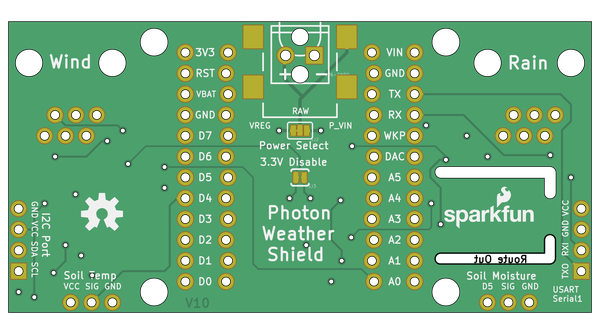 Wind
Rain
3V3
RST
VBAT
GND
D7
D6
D5
D4
D3
D2
D1
D0
VIN
GND
TX
RX
WKP
DAC
A5
A4
A3
A2
A1
A0
RAW
VREG
P_VIN
Power Select
3.3V Disable
Photon
Weather
Shield
V10
I2C Port
GND VCC SDA SCL
Soil Temp
VCC SIG GND
sparkfun
Route Out
Soil Moisture
D5 SIG GND
TXO RXI GND VCC
USART
Serial1